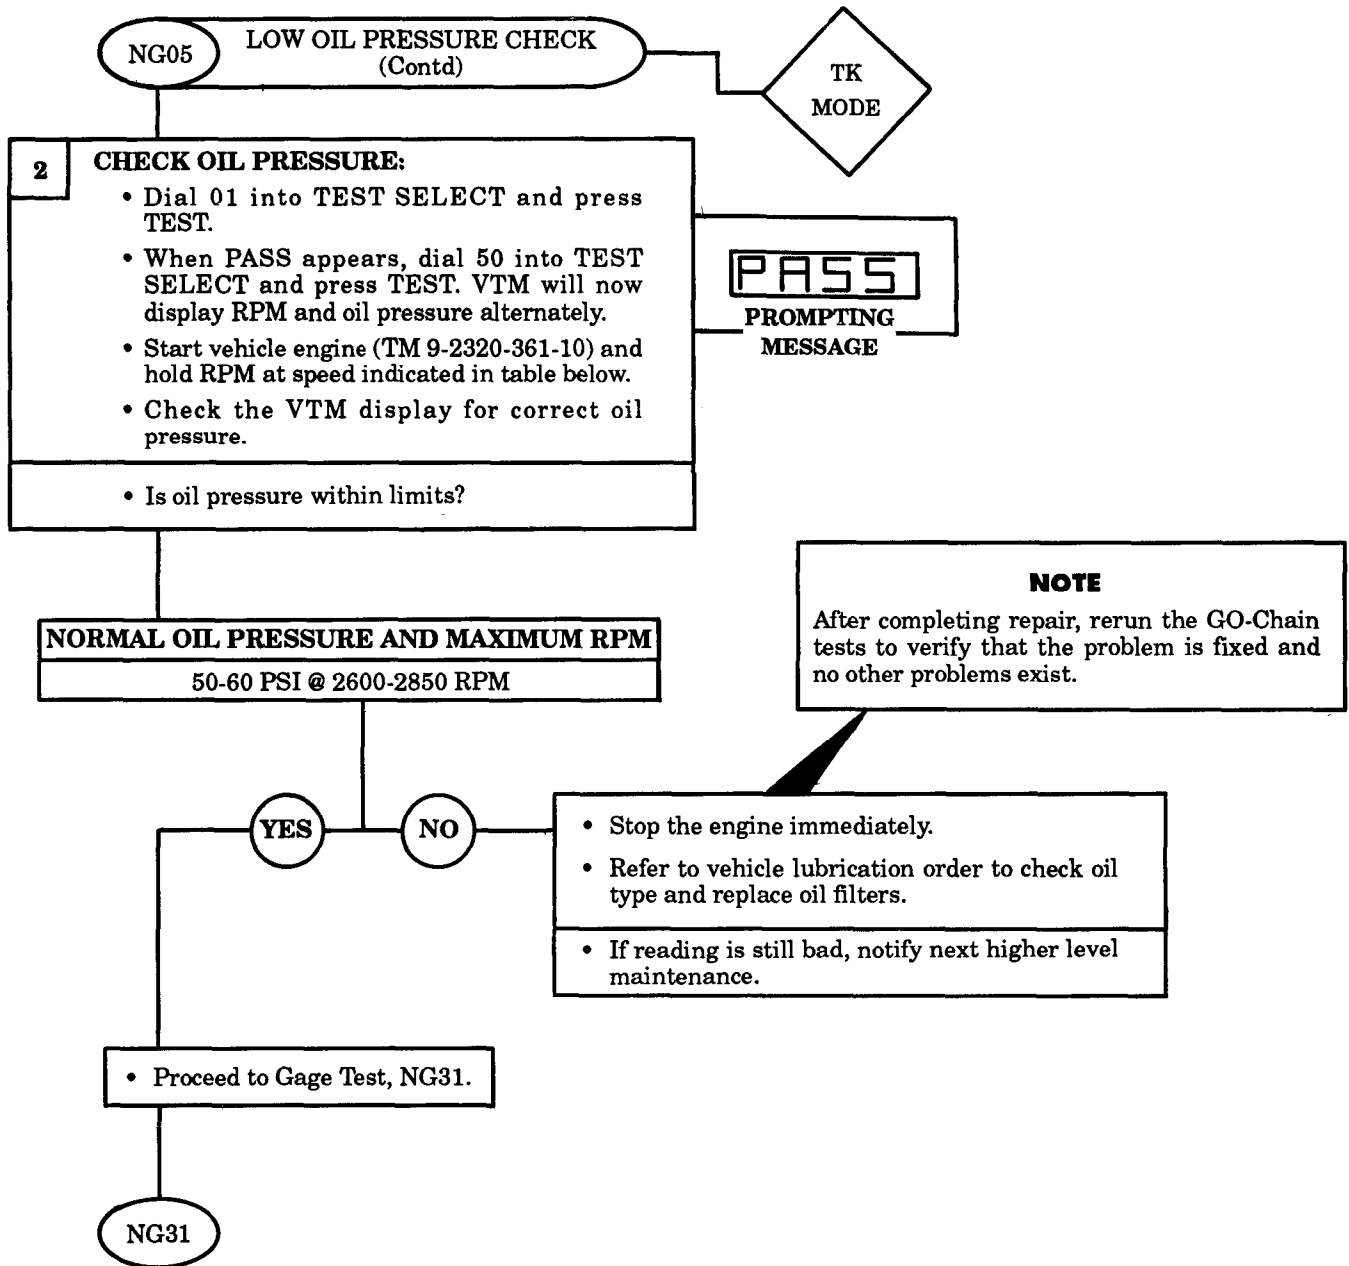 NG05
LOW OIL PRESSURE CHECK
(Contd)
TK
MODE
2
CHECK OIL PRESSURE:
• Dial 01 into TEST SELECT and press
TEST.
• When PASS appears, dial 50 into TEST
SELECT and press TEST. VTM will now
display RPM and oil pressure alternately.
• Start vehicle engine (TM 9-2320-361-10) and
hold RPM at speed indicated in table below.
• Check the VTM display for correct oil
pressure.
• Is oil pressure within limits?
PASS
PROMPTING
MESSAGE
NORMAL OIL PRESSURE AND MAXIMUM RPM
50-60 PSI @ 2600-2850 RPM
NOTE
After completing repair, rerun the GO-Chain
tests to verify that the problem is fixed and
no other problems exist.
YES
NO
• Stop the engine immediately.
• Refer to vehicle lubrication order to check oil
type and replace oil filters.
• If reading is still bad, notify next higher level
maintenance.
• Proceed to Gage Test, NG31.
NG31